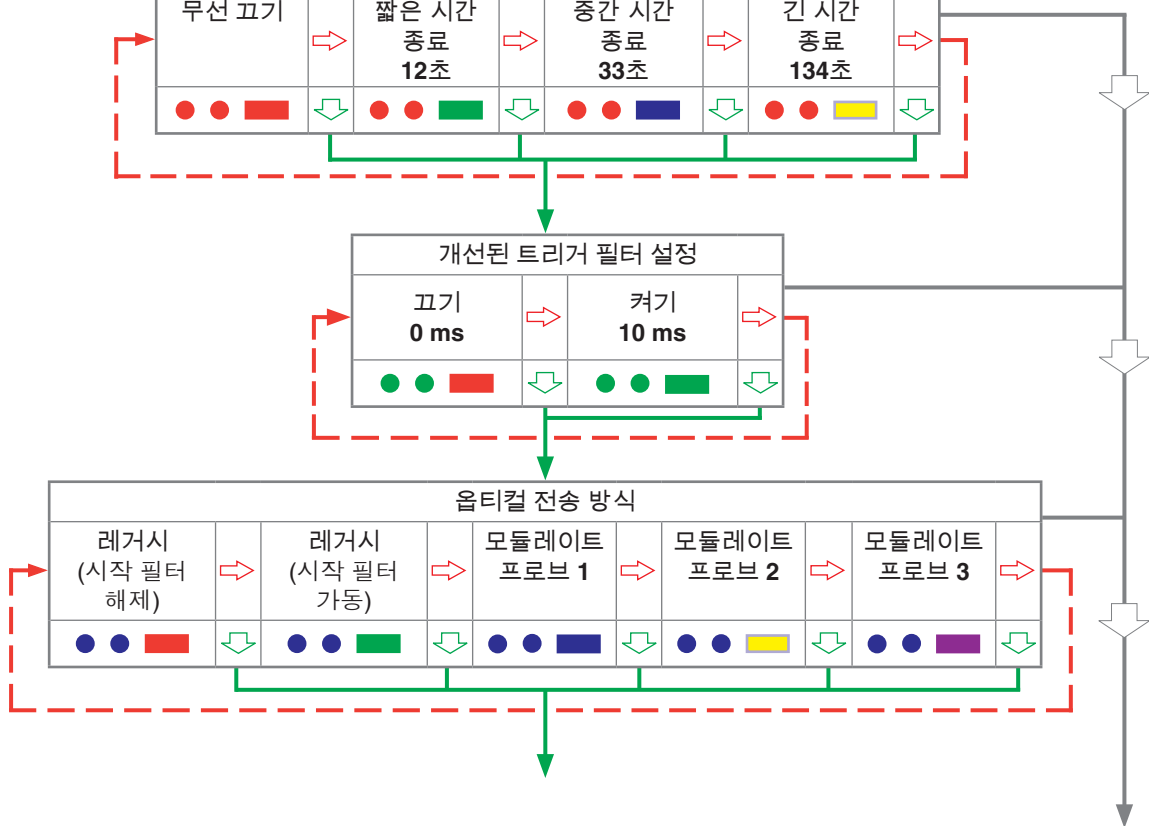 무선 끄기
짧은 시간
종료
12초
중간 시간
종료
33초
긴 시간
종료
134초
개선된 트리거 필터 설정
끄기
0 ms
켜기
10 ms
옵티컬 전송 방식
레거시
(시작 필터
해제)
레거시
(시작 필터
가동)
모듈레이트
프로브 1
모듈레이트
프로브 2
모듈레이트
프로브 3